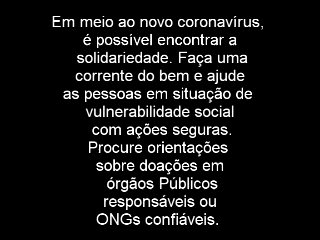 Em meio ao novo coronavírus,
é possível encontrar a
solidariedade. Faça uma
corrente do bem e ajude
as pessoas em situação de
vulnerabilidade social
com ações seguras.
Procure orientações
sobre doações em
órgãos Públicos
responsáveis ou
ONGs confiáveis.